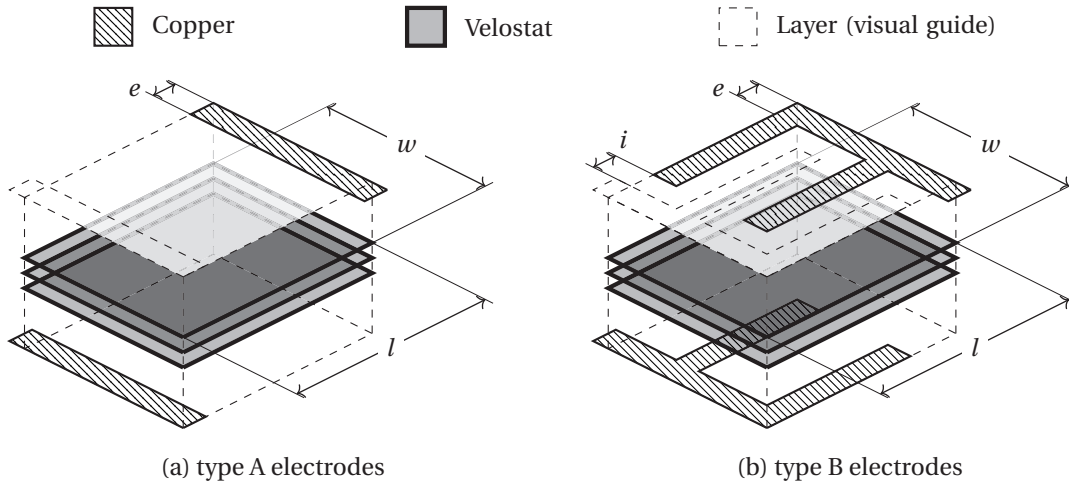 Copper Velostat Layer (visual guide)
e w e w
i
l l
(a) type A electrodes (b) type B electrodes